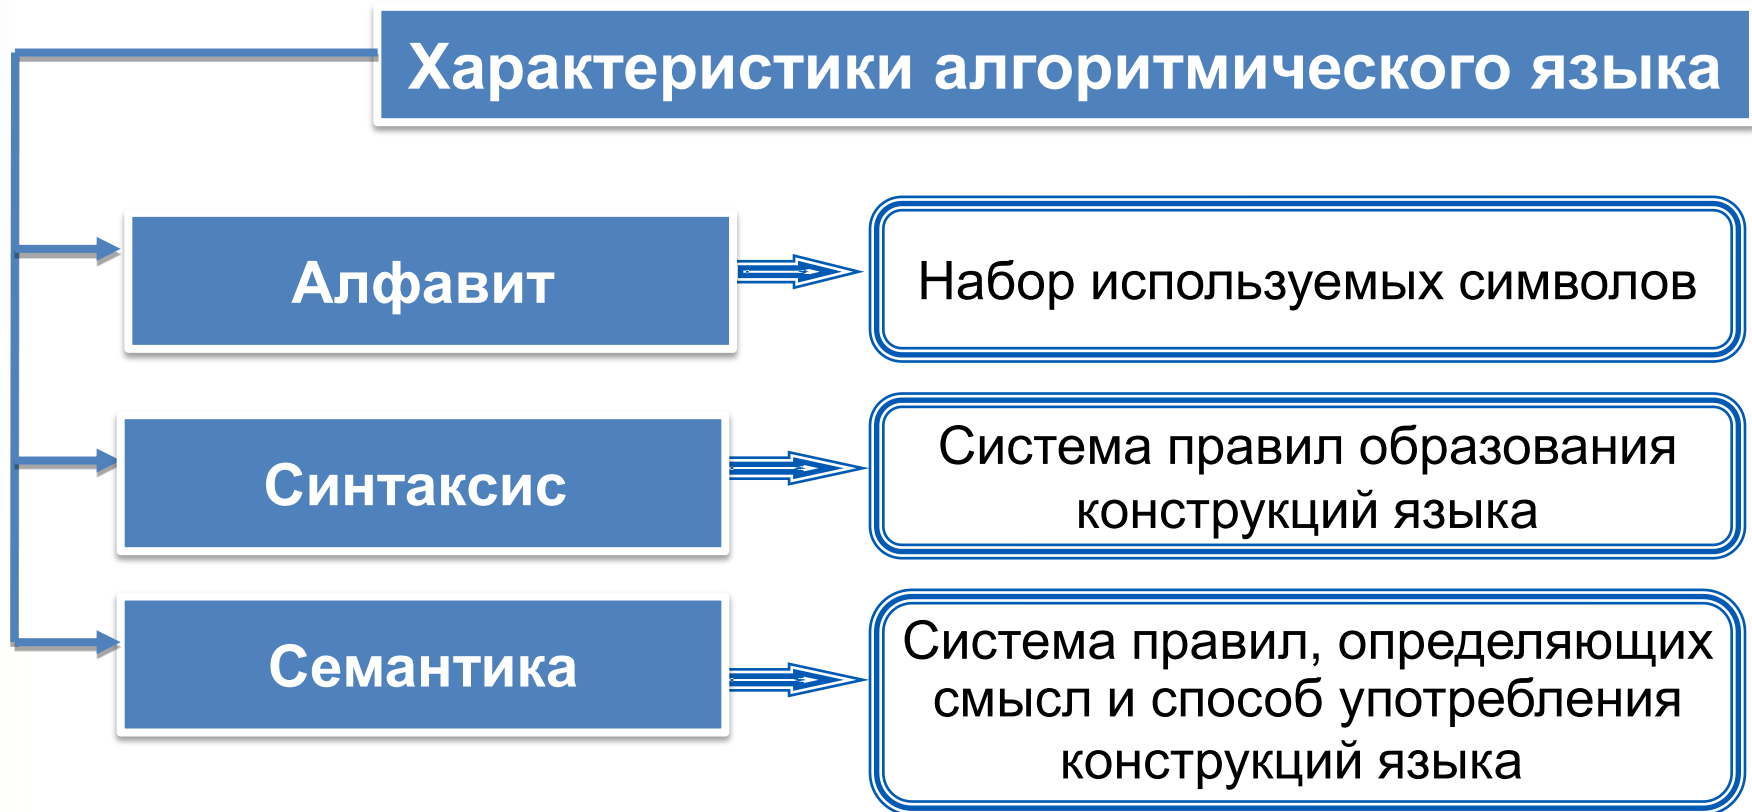 Характеристики алгоритмического языка
Алфавит
Набор используемых символов
Синтаксис
Система правил образования
конструкций языка
Семантика
Система правил, определяющих
смысл и способ употребления
конструкций языка